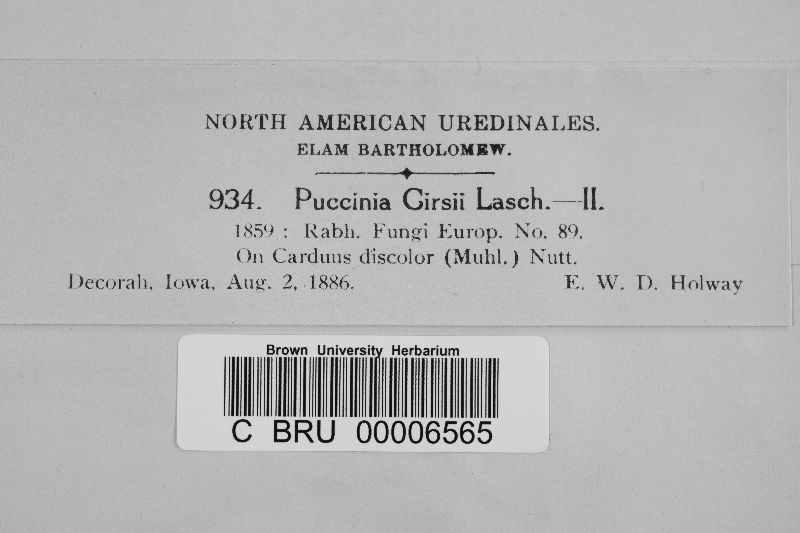 NORTH AMERICAN UREDINALES.
ELAM BARTHOLOMEW.
934. Puccinia Cirsii Lasch.—II.
1859 : Rabh. Fungi Europ. No. 89.
On Carduus discolor (Muhl.) Nutt.
Decorah, Iowa, Aug. 2, 1886. E. W. D. Holway
Brown University Herbarium
C BRU 00006565